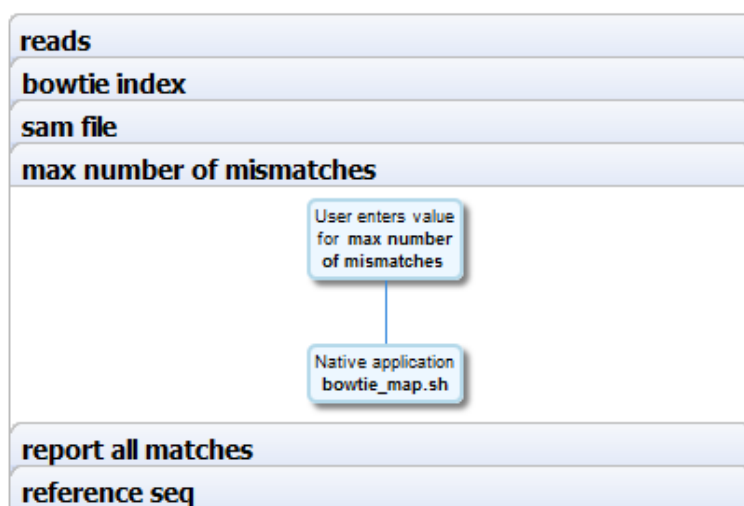 reads
bowtie index
sam file
max number of mismatches
User enters value
for max number
of mismatches
Native application
bowtie_map.sh
report all matches
reference seq